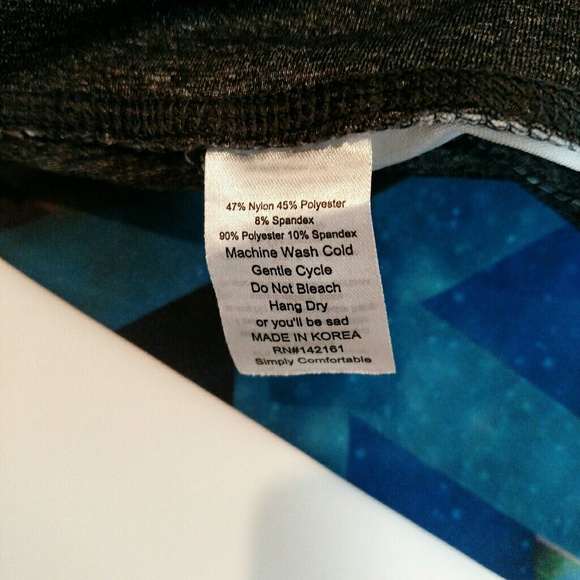 47% Nylon 45% Polyester
8% Spandex
90% Polyester 10% Spandex
Machine Wash Cold
Gentle Cycle
Do Not Bleach
Hang Dry
or you'll be sad
MADE IN KOREA
RN#142161
Simply Comfortable